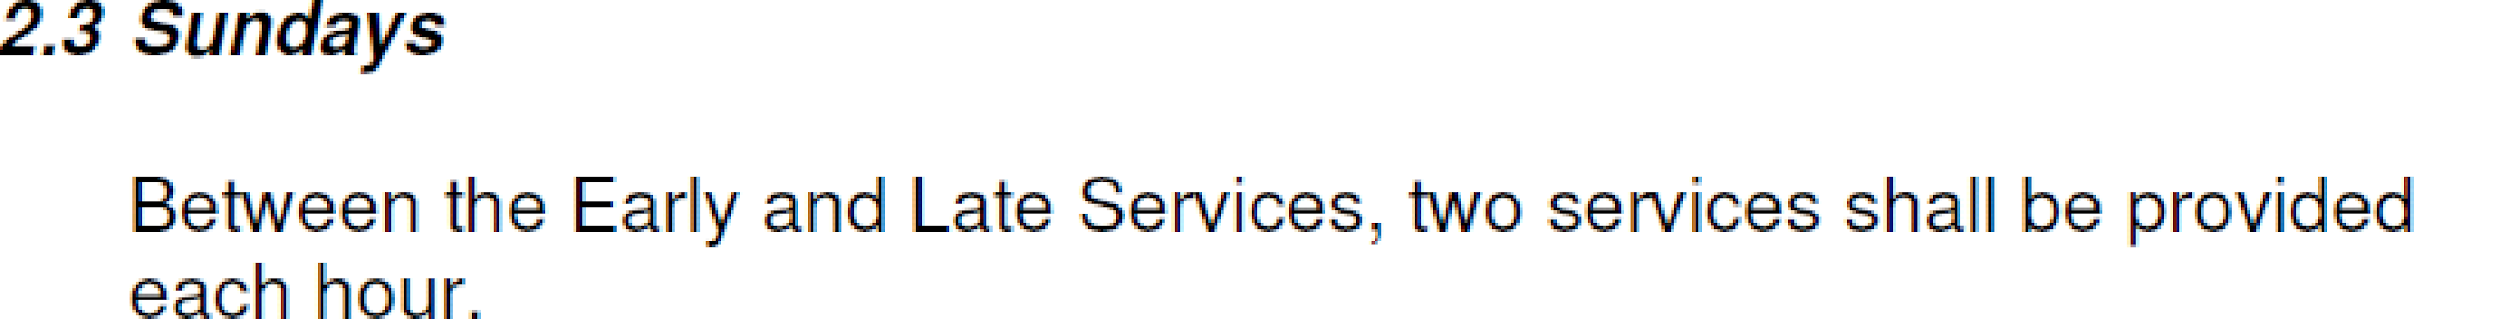 2.3 Sundays
Between the Early and Late Services, two services shall be provided
each hour.